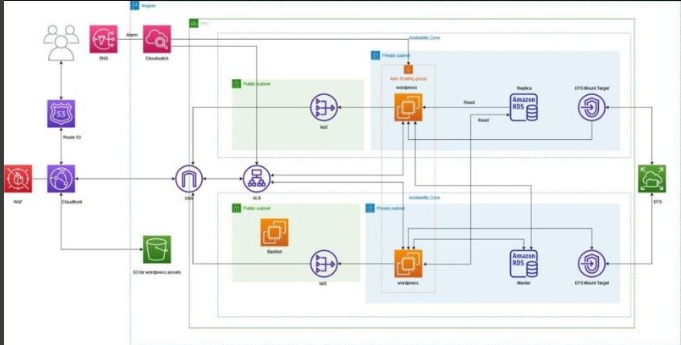 Region
VPC
Availability Zone
Private subnet
Auto Scaling group
SNS
Alarm
Cloudwatch
Public subnet
wordpress
Replica
EFS Mount Target
Amazon
RDS
Read
Read
NAT
53
Route 53
WAF
Cloudfront
IGW
ALB
EFS
Availability Zone
Public subnet
Private subnet
Bastion
S3 for wordpress assets
NAT
wordpress
Amazon
RDS
Master
EFS Mount Target